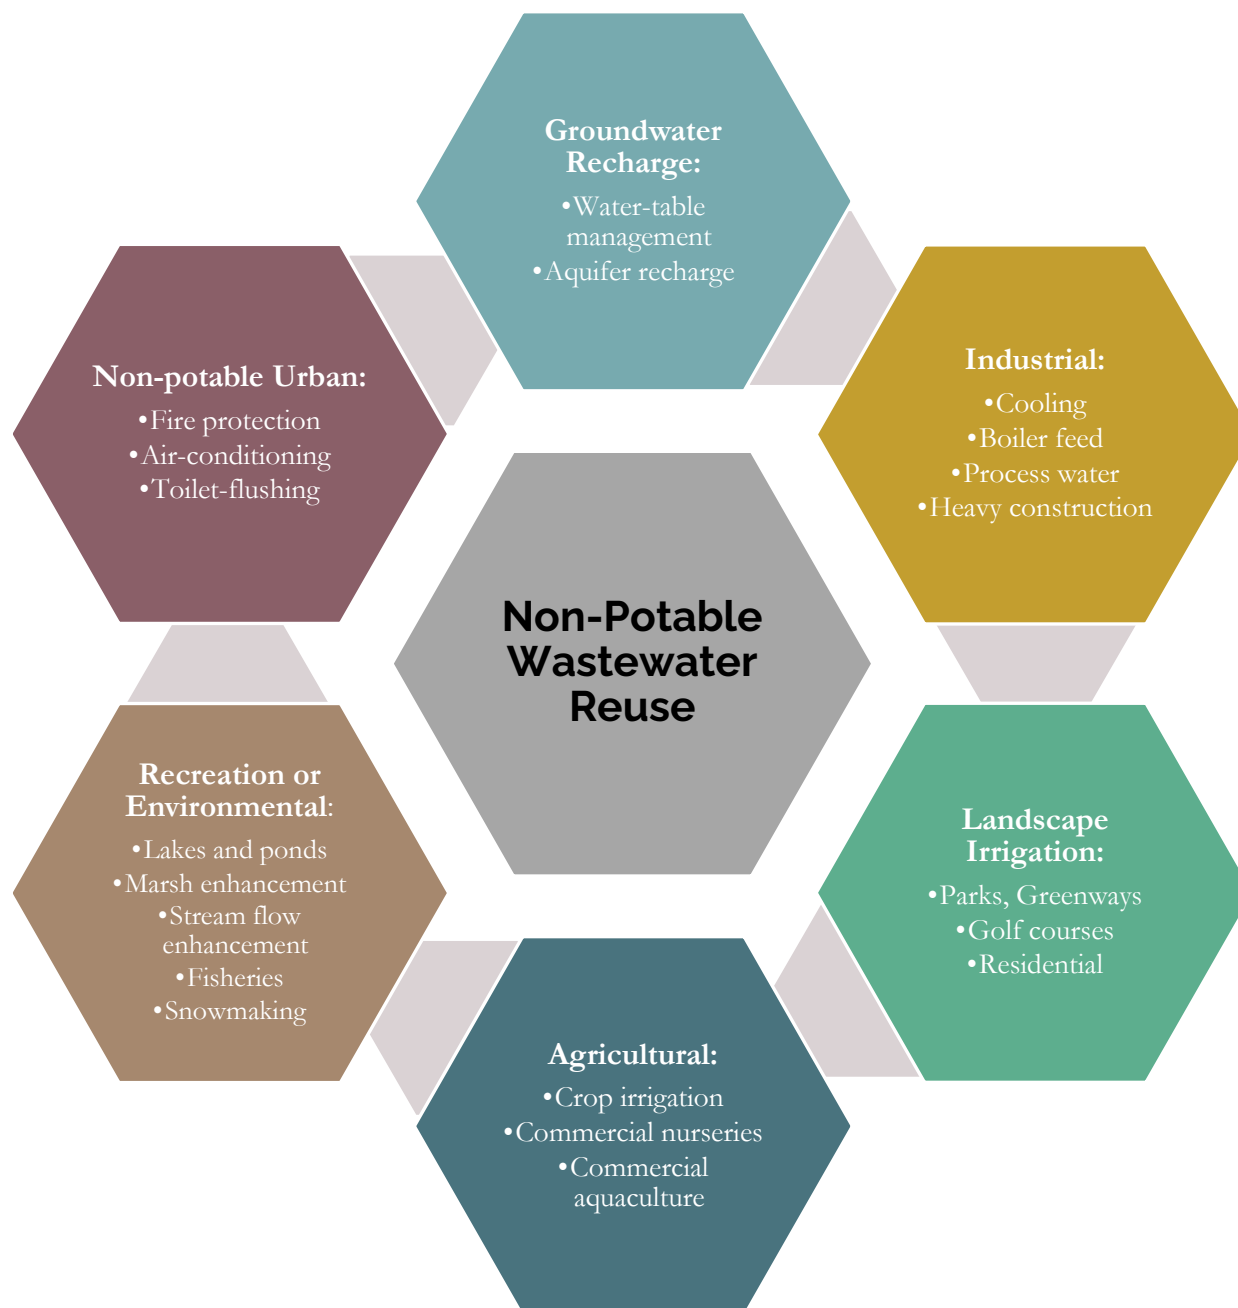 Groundwater
Recharge:
•Water-table
management
•Aquifer recharge
Industrial:
•Cooling
•Boiler feed
•Process water
•Heavy construction
Landscape
Irrigation:
•Parks, Greenways
•Golf courses
•Residential
Agricultural:
•Crop irrigation
•Commercial nurseries
•Commercial
aquaculture
Recreation or
Environmental:
•Lakes and ponds
•Marsh enhancement
•Stream flow
enhancement
•Fisheries
•Snowmaking
Non-potable Urban:
•Fire protection
•Air-conditioning
•Toilet-flushing
Non-Potable
Wastewater
Reuse